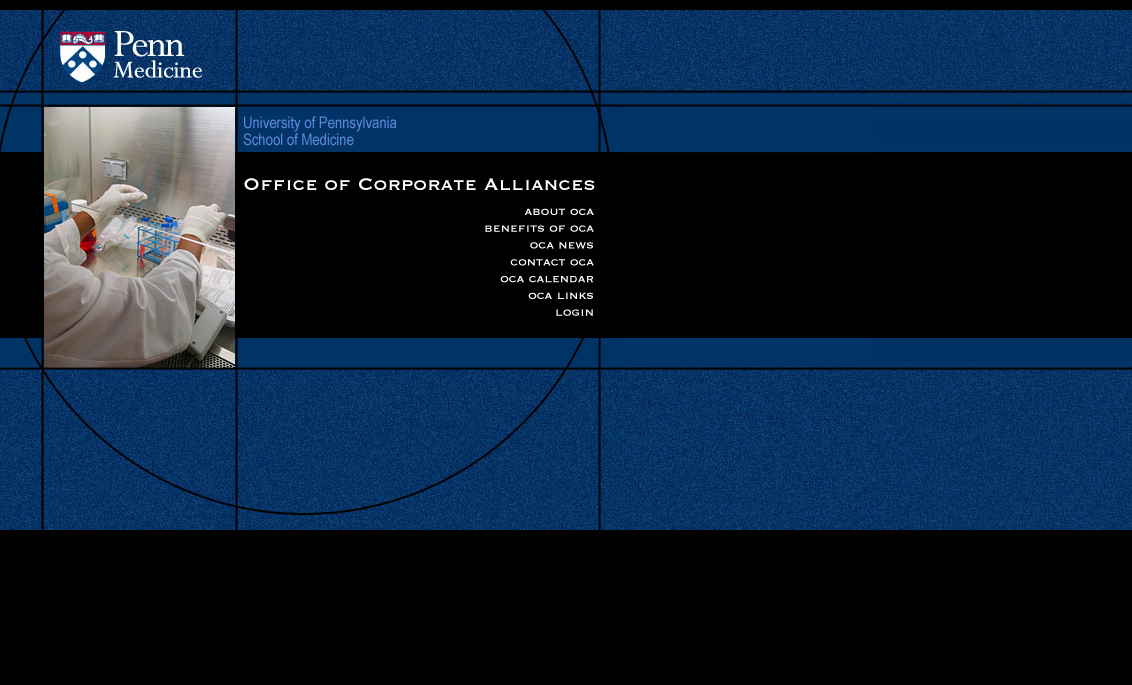 Penn
Medicine
University of Pennsylvania
School of Medicine
Office of Corporate Alliances
ABOUT OCA
BENEFITS OF OCA
OCA NEWS
CONTACT OCA
OCA CALENDAR
OCA LINKS
LOGIN